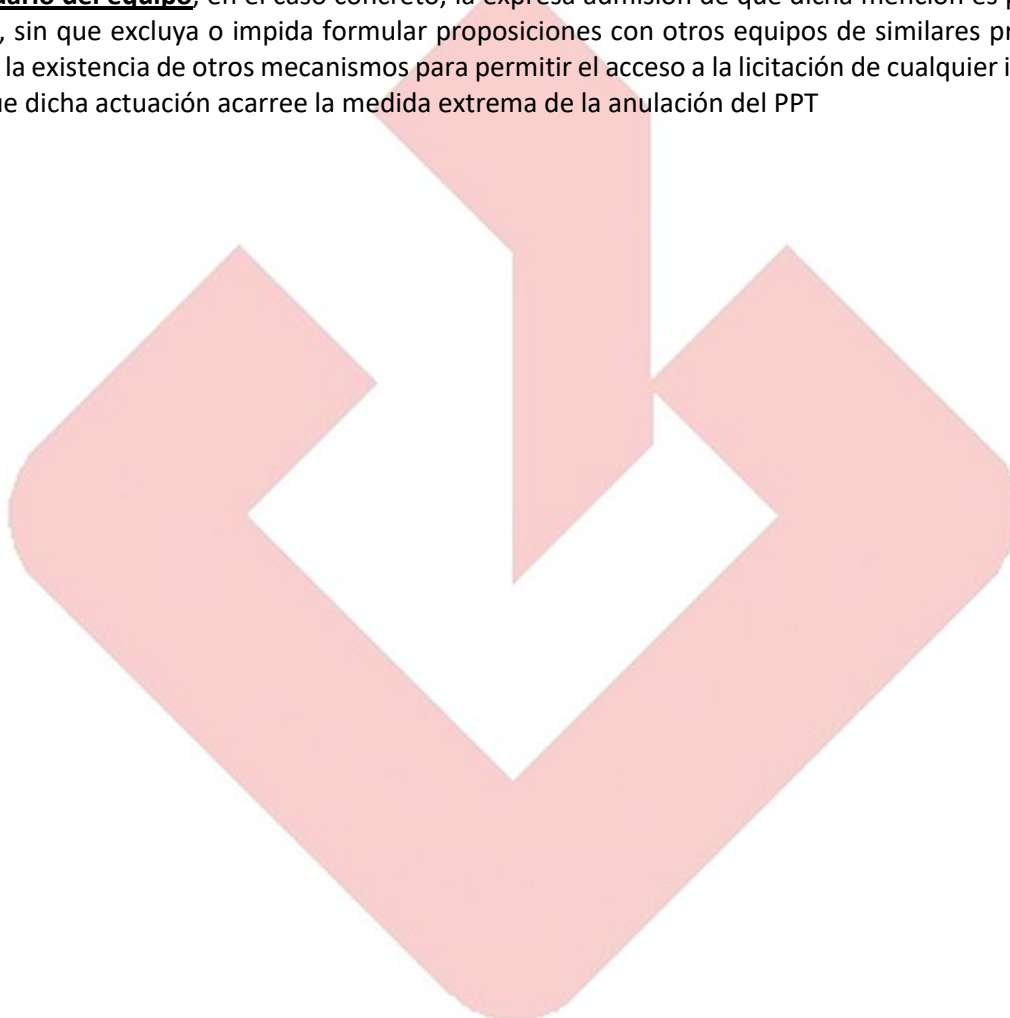 del equipo, en el caso concreto, la expresa admisión de que dicha mención es
, sin que excluya o impida formular proposiciones con otros equipos de similares
la existencia de otros mecanismos para permitir el acceso a la licitación de cualquier
dicha actuación acarree la medida extrema de la anulación del PPT